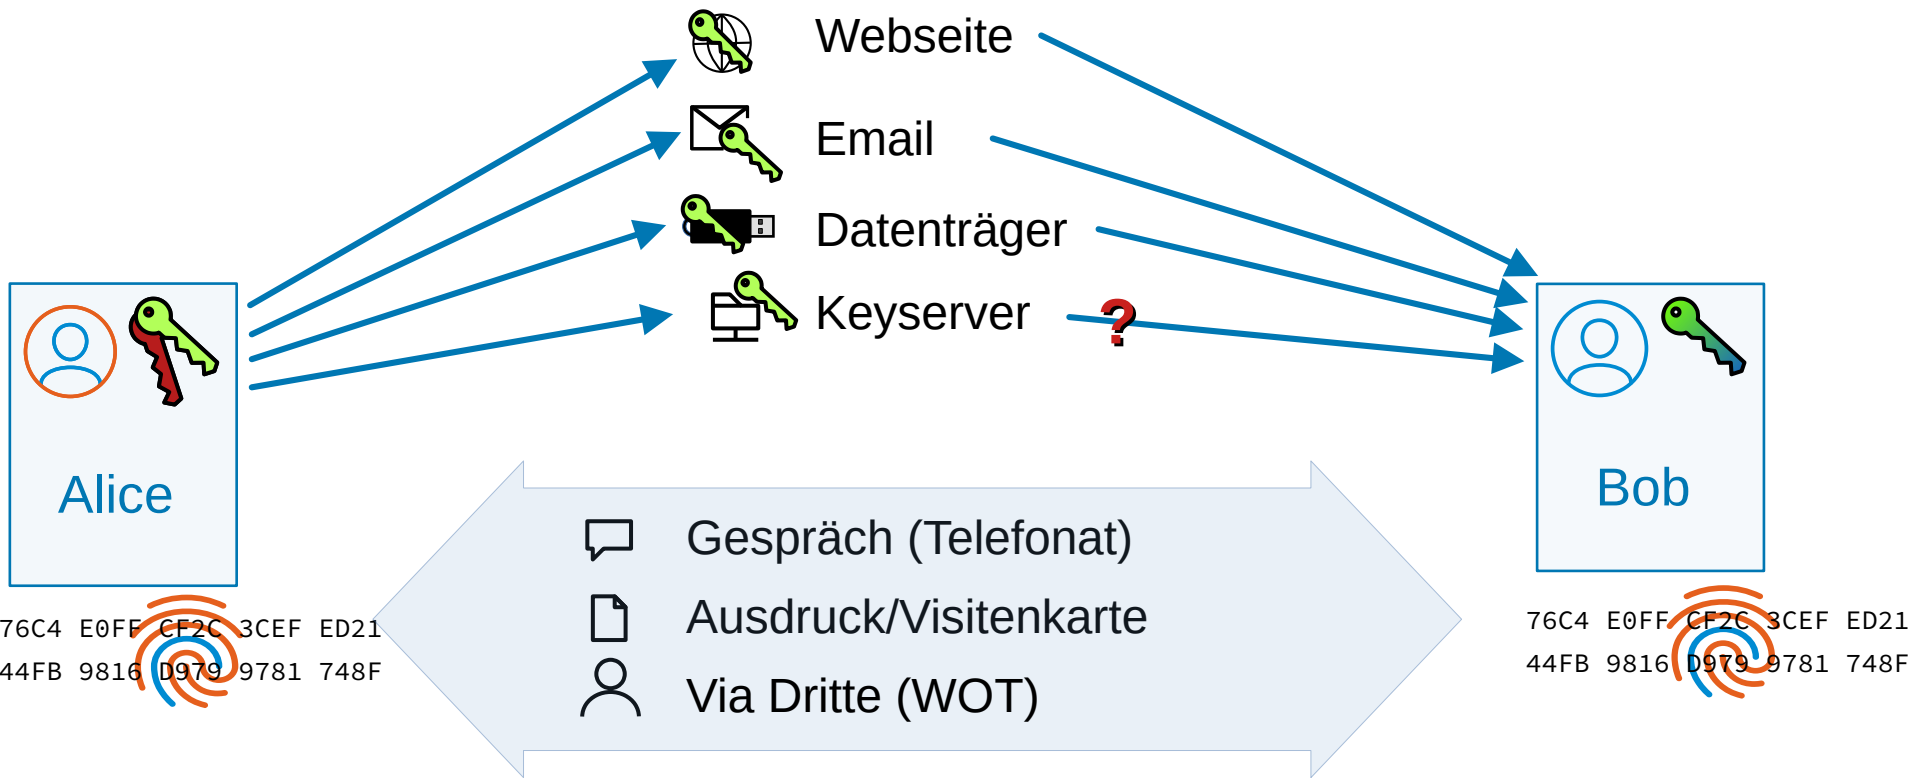 Webseite
Email
Datenträger
Keyserver
?
Alice
Bob
Gespräch (Telefonat)
Ausdruck/Visitenkarte
Via Dritte (WOT)
76C4 E0FF CF2C 3CEF ED21
44FB 9816 D979 9781 748F
76C4 E0FF CF2C 3CEF ED21
44FB 9816 D979 9781 748F